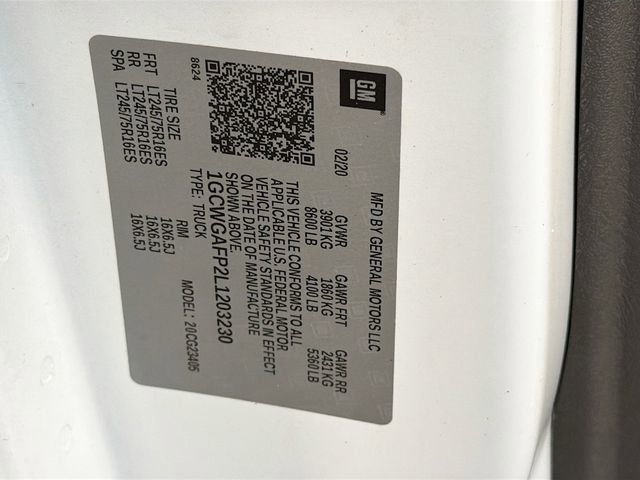 GM
MFD BY GENERAL MOTORS LLC
02/20 GVWR GAWR FRT GAWR RR
3901 KG 1860 KG 2431 KG
8600 LB 4100 LB 5360 LB
THIS VEHICLE CONFORMS TO ALL
APPLICABLE U.S. FEDERAL MOTOR
VEHICLE SAFETY STANDARDS IN EFFECT
ON THE DATE OF MANUFACTURE
SHOWN ABOVE.
1GCWGAFP2L1203230
TYPE: TRUCK MODEL: 20CG23405
8624
TIRE SIZE RIM
FRT LT245/75R16ES 16X6.5J
RR LT245/75R16ES 16X6.5J
SPA LT245/75R16ES 16X6.5J